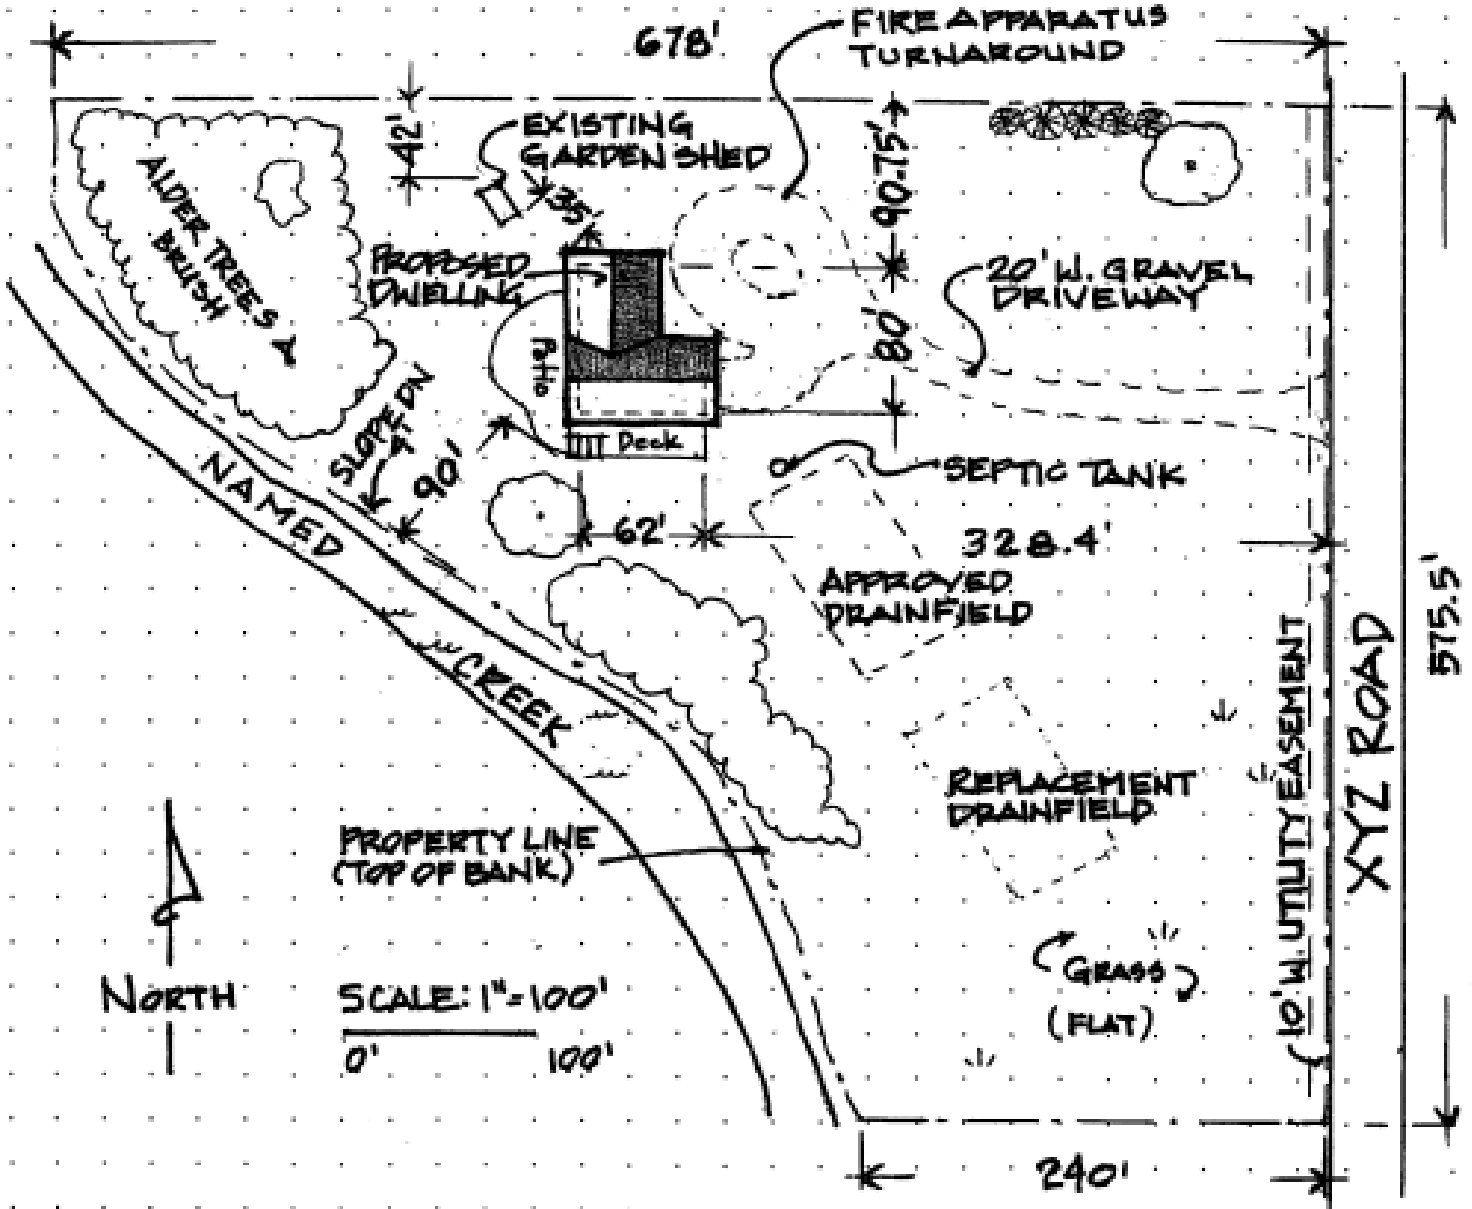 678'
FIRE APPARATUS
TURNAROUND
42'
EXISTING
GARDEN SHED
90.75'
35'
ALDER TREES &
BRUSH
PROPOSED
DWELLING
20' W. GRAVEL
DRIVEWAY
80'
Patio
SLOPE DN
9%
90'
Deck
SEPTIC TANK
NAMED
CREEK
62'
328.4'
APPROVED
DRAINFIELD
575.5'
XYZ ROAD
10' W. UTILITY EASEMENT
REPLACEMENT
DRAINFIELD
PROPERTY LINE
(TOP OF BANK)
GRASS
(FLAT)
NORTH
SCALE: 1"=100'
0' 100'
240'